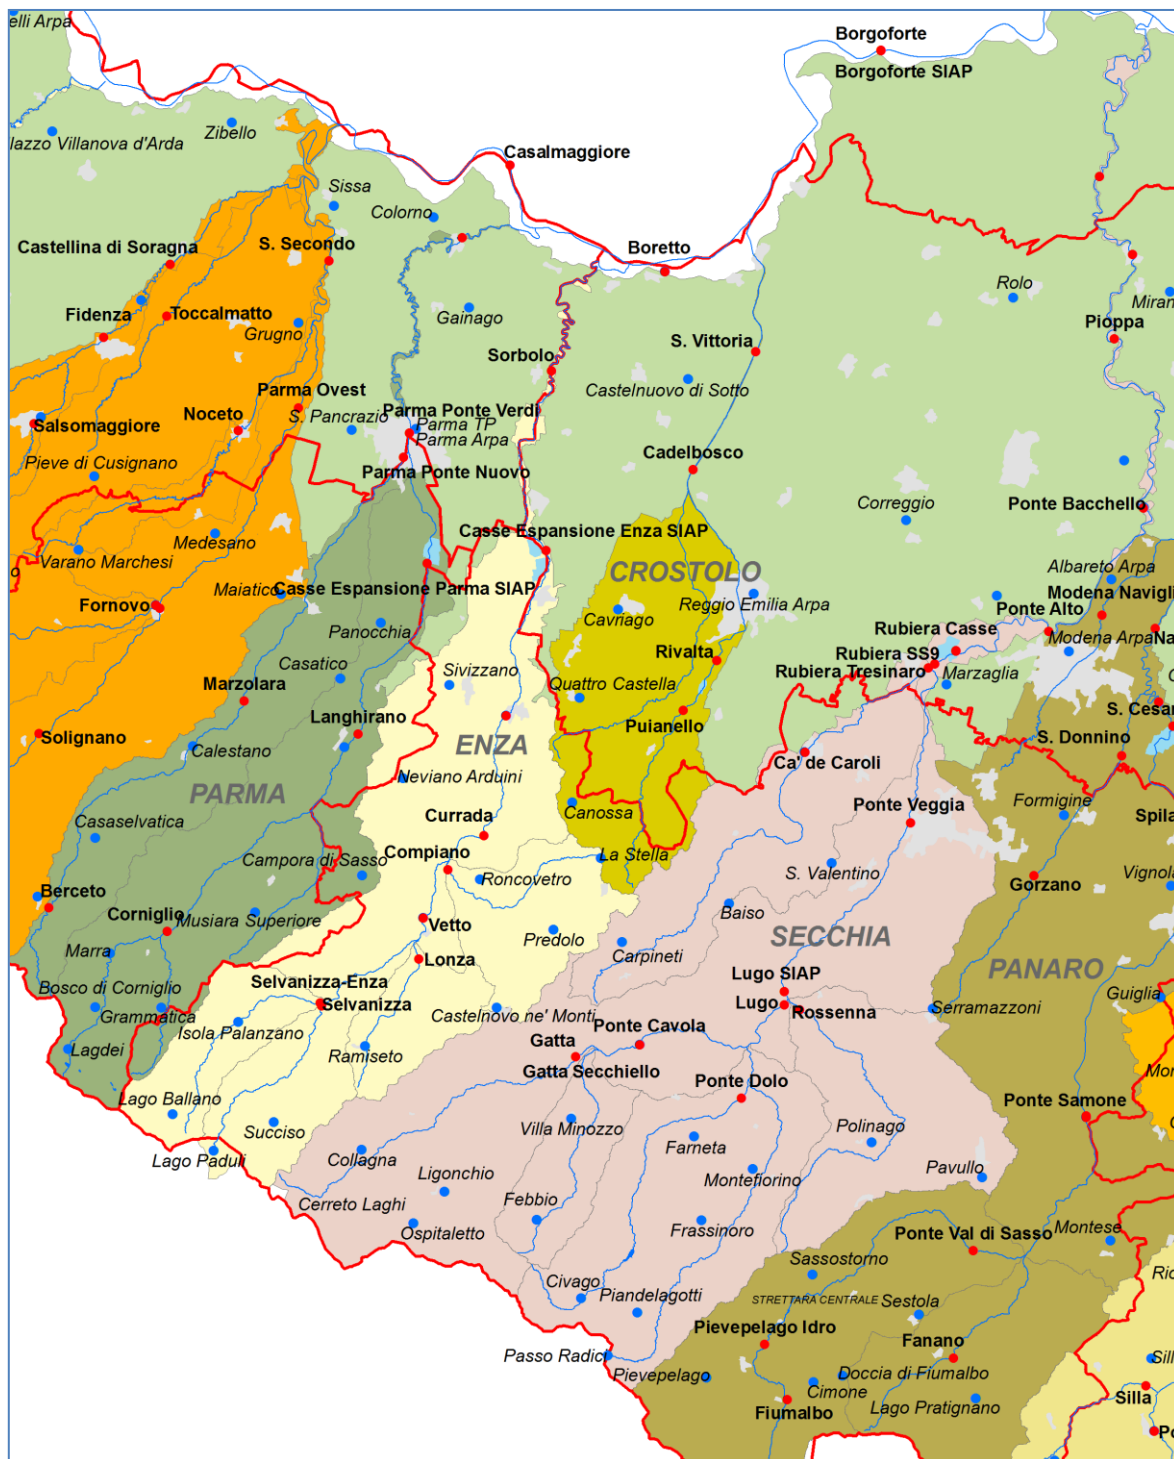 elli Arpa
Borgoforte
Borgoforte SIAP
Zibello
lazzo Villanova d'Arda
Casalmaggiore
Sissa
Colorno
Castellina di Soragna
S. Secondo
Boretto
Rolo
Miran
Fidenza
Toccalmatto
Grugno
Gainago
Pioppa
S. Vittoria
Sorbolo
Castelnuovo di Sotto
Parma Ovest
Noceto
S. Pancrazio
Parma Ponte Verdi
Parma TP
Parma Arpa
Salsomaggiore
Pieve di Cusignano
Parma Ponte Nuovo
Cadelbosco
Correggio
Ponte Bacchello
Casse Espansione Enza SIAP
Medesano
Varano Marchesi
o
CROSTOLO
Albareto Arpa
Maiatico
Casse Espansione Parma SIAP
Modena Navigli
Fornovo
Cavriago
Reggio Emilia Arpa
Ponte Alto
Panocchia
Rubiera Casse
Modena Arpa
Na
Casatico
Rivalta
Rubiera SS9
Rubiera Tresinaro
Marzaglia
Sivizzano
Quattro Castella
Marzolara
Langhirano
Puianello
S. Cesar
Solignano
Calestano
ENZA
S. Donnino
Ca' de Caroli
Neviano Arduini
PARMA
Formigine
Ponte Veggia
Canossa
Spila
Casaselvatica
Currada
Compiano
La Stella
Campora di Sasso
Roncovetro
S. Valentino
Vignola
Gorzano
Berceto
Corniglio
Musiara Superiore
Vetto
Baiso
Predolo
SECCHIA
Marra
Carpineti
Lonza
Lugo SIAP
PANARO
Bosco di Corniglio
Selvanizza-Enza
Selvanizza
Guiglia
Grammatica
Lugo
Rossenna
Serramazzoni
Castelnovo ne' Monti
Isola Palanzano
Ponte Cavola
Lagdei
Ramiseto
Gatta
Gatta Secchiello
Mor
Ponte Dolo
Lago Ballano
Ponte Samone
Succiso
Villa Minozzo
Polinago
Farneta
Lago Paduli
Collagna
Ligonchio
Montefiorino
Pavullo
Cerreto Laghi
Febbio
Ospitaletto
Frassinoro
Ponte Val di Sasso
Montese
Sassostorno
Civago
Piandelagotti
STRETTARA CENTRALE
Sestola
Pievepelago Idro
Fanano
Passo Radici
Pievepelago
Doccia di Fiumalbo
Cimone
Sill
Silla
Fiumalbo
Lago Pratignano